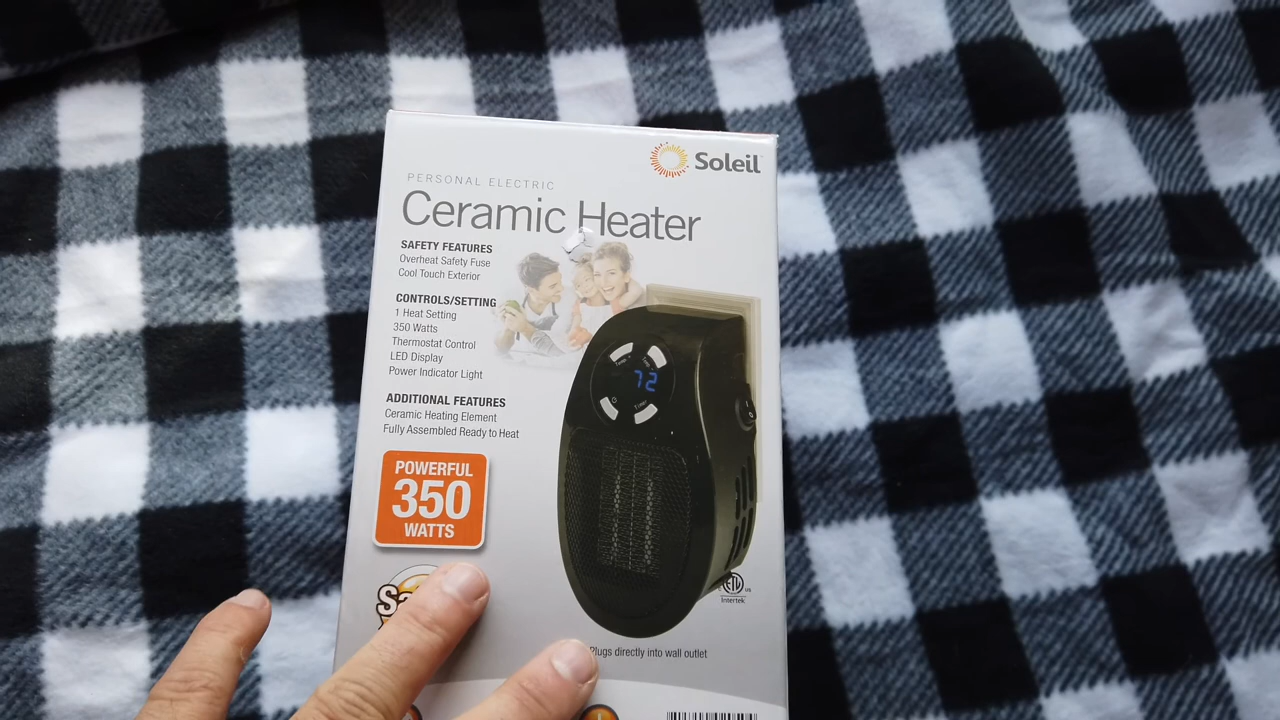 Soleil
PERSONAL ELECTRIC
Ceramic Heater
SAFETY FEATURES
Overheat Safety Fuse
Cool Touch Exterior
CONTROLS/SETTING
1 Heat Setting
350 Watts
Thermostat Control
LED Display
Power Indicator Light
ADDITIONAL FEATURES
Ceramic Heating Element
Fully Assembled Ready to Heat
72
Timer
POWERFUL
350
WATTS
ETL
Intertek
Plugs directly into wall outlet